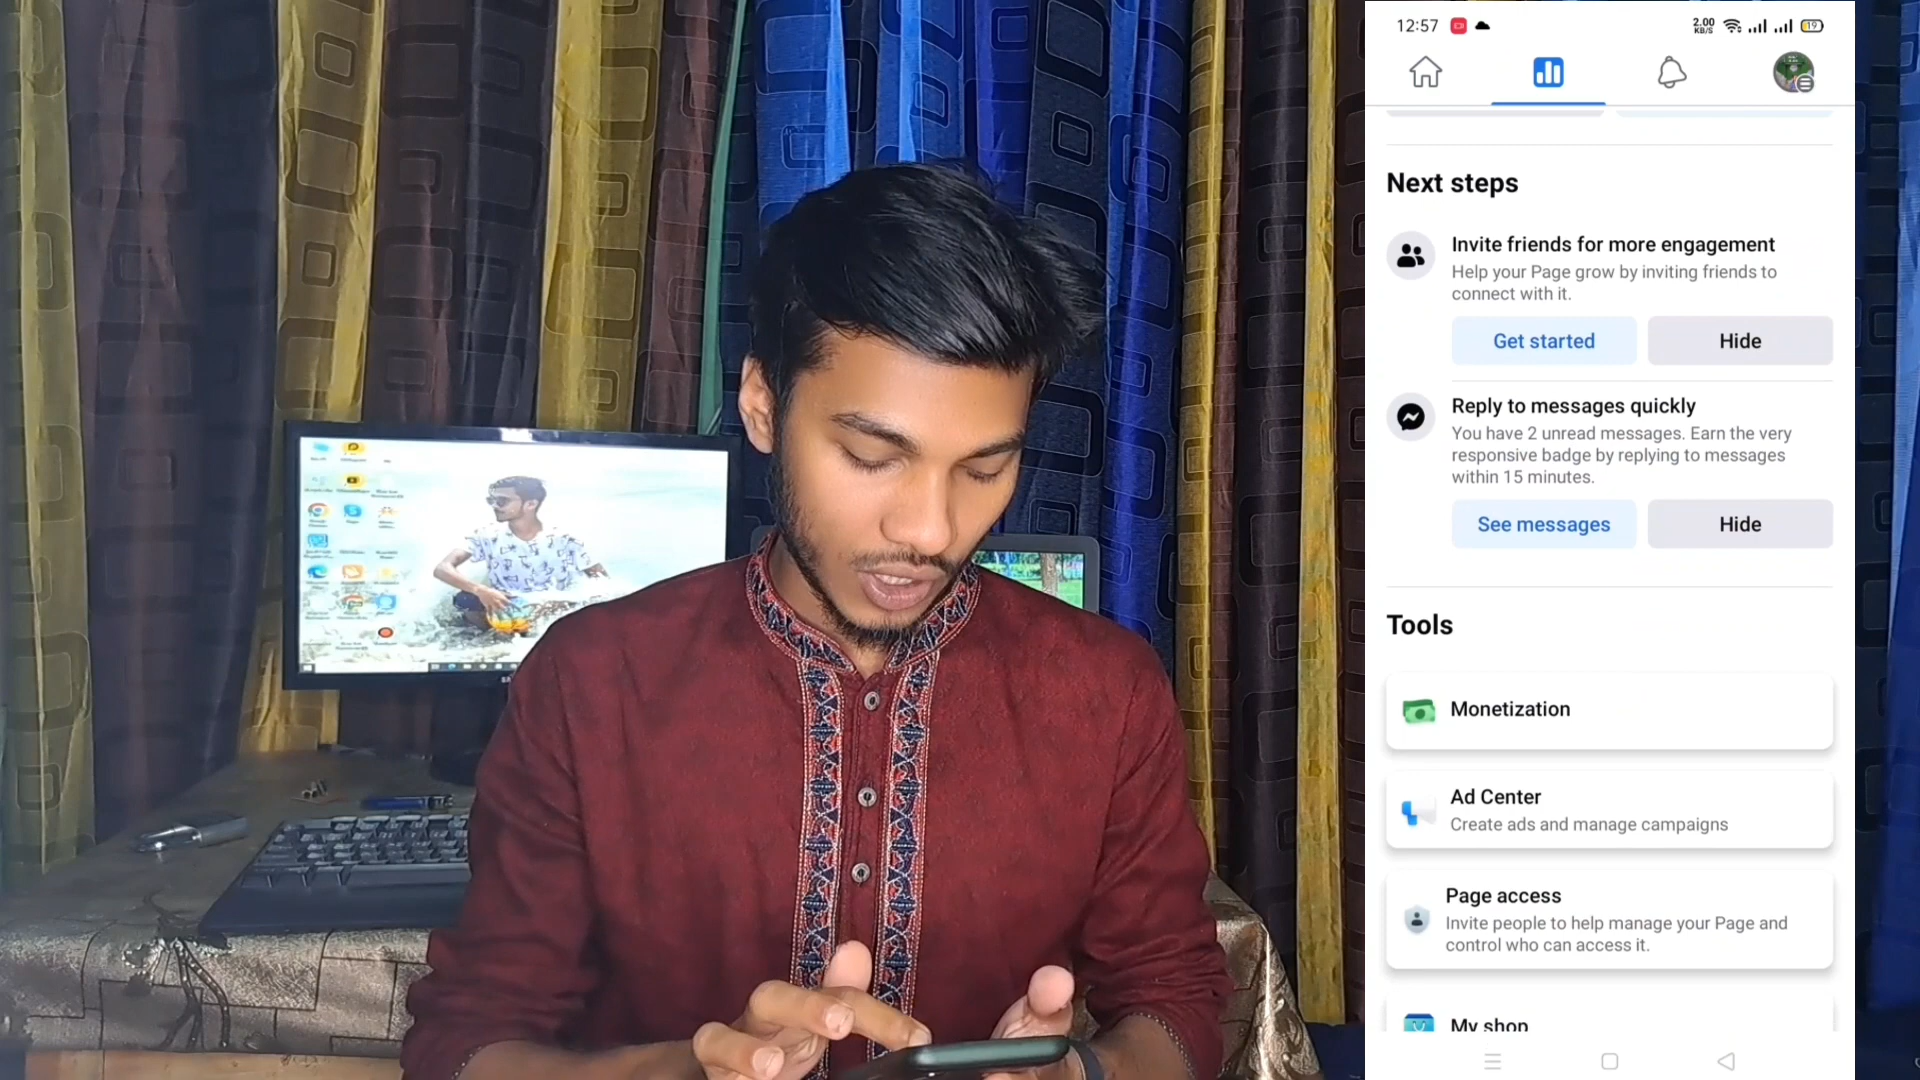 12:57
2.00
KB/S
19
Next steps
Invite friends for more engagement
Help your Page grow by inviting friends to
connect with it.
Get started
Hide
Reply to messages quickly
You have 2 unread messages. Earn the very
responsive badge by replying to messages
within 15 minutes.
See messages
Hide
Tools
Monetization
Ad Center
Create ads and manage campaigns
Page access
Invite people to help manage your Page and
control who can access it.
My shop